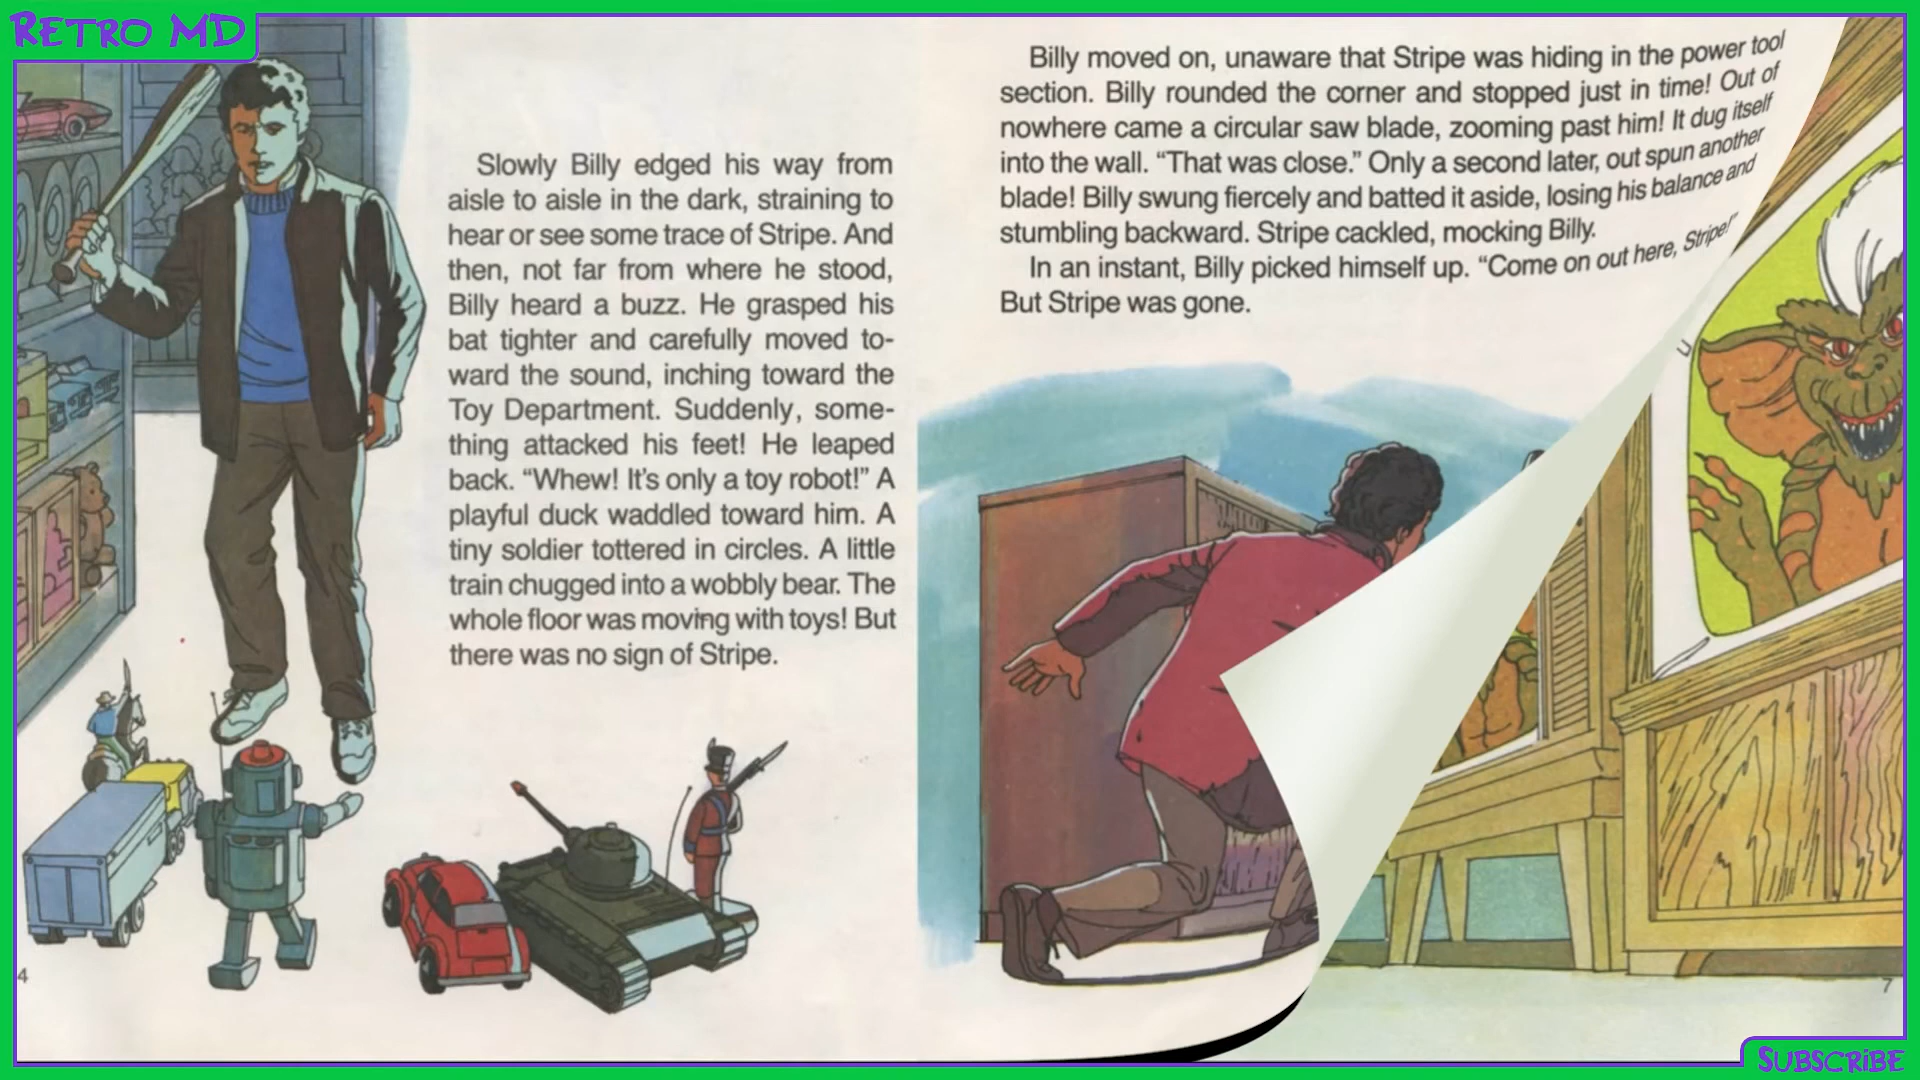 RETRO MD
Slowly Billy edged his way from
aisle to aisle in the dark, straining to
hear or see some trace of Stripe. And
then, not far from where he stood,
Billy heard a buzz. He grasped his
bat tighter and carefully moved to-
ward the sound, inching toward the
Toy Department. Suddenly, some-
thing attacked his feet! He leaped
back. “Whew! It’s only a toy robot!” A
playful duck waddled toward him. A
tiny soldier tottered in circles. A little
train chugged into a wobbly bear. The
whole floor was moving with toys! But
there was no sign of Stripe.
4
Billy moved on, unaware that Stripe was hiding in the power tool
section. Billy rounded the corner and stopped just in time! Out of
nowhere came a circular saw blade, zooming past him! It dug itself
into the wall. “That was close.” Only a second later, out spun another
blade! Billy swung fiercely and batted it aside, losing his balance and
stumbling backward. Stripe cackled, mocking Billy.
In an instant, Billy picked himself up. “Come on out here, Stripe!”
But Stripe was gone.
7
SUBSCRIBE